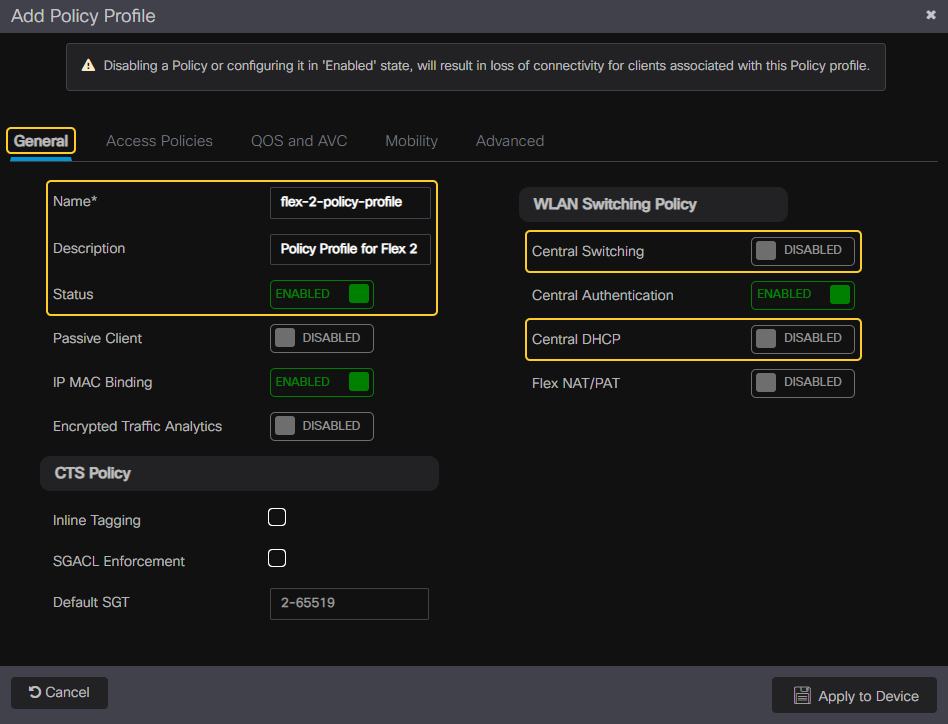 Add Policy Profile
Disabling a Policy or configuring it in 'Enabled' state, will result in loss of connectivity for clients associated with this Policy profile.
General Access Policies QOS and AVC Mobility Advanced
Name* flex-2-policy-profile
Description Policy Profile for Flex 2
Status ENABLED
Passive Client DISABLED
IP MAC Binding ENABLED
Encrypted Traffic Analytics DISABLED
CTS Policy
Inline Tagging
SGACL Enforcement
Default SGT 2-65519
WLAN Switching Policy
Central Switching DISABLED
Central Authentication ENABLED
Central DHCP DISABLED
Flex NAT/PAT DISABLED
Cancel
Apply to Device